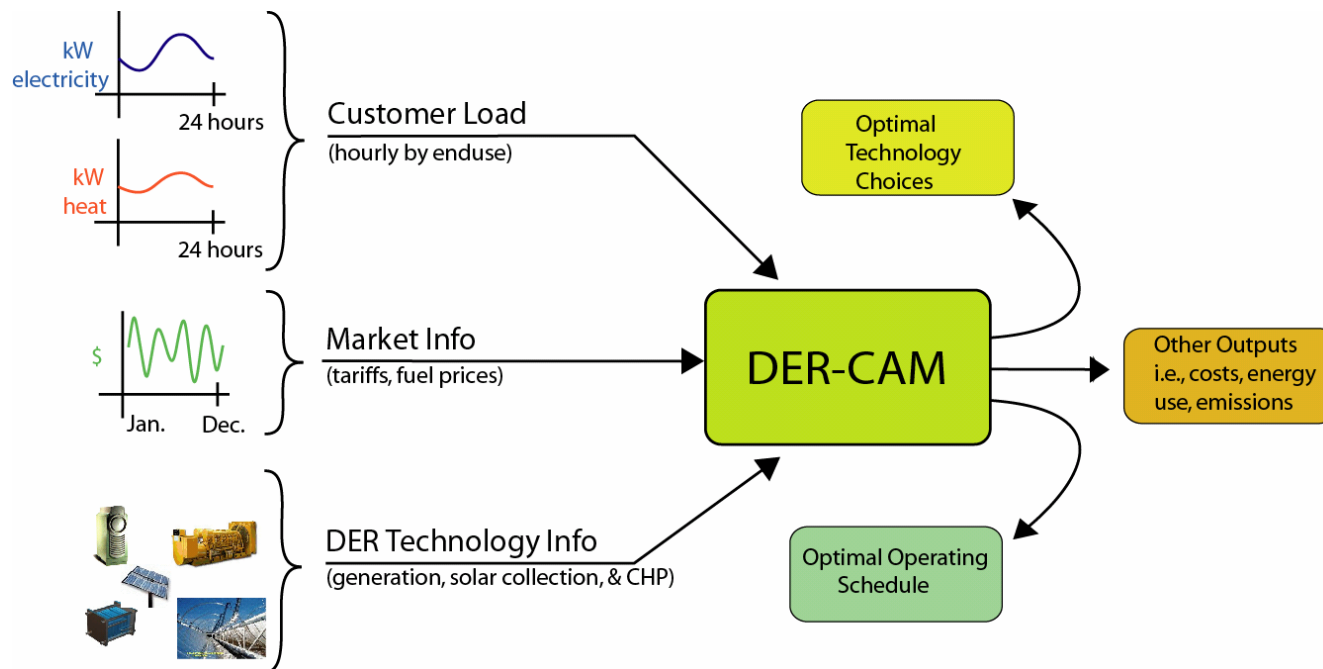 kW
electricity
24 hours
kW
heat
24 hours
Customer Load
(hourly by enduse)
$
Jan.
Dec.
Market Info
(tariffs, fuel prices)
DER Technology Info
(generation, solar collection, & CHP)
DER-CAM
Optimal
Technology
Choices
Other Outputs
i.e., costs, energy
use, emissions
Optimal Operating
Schedule